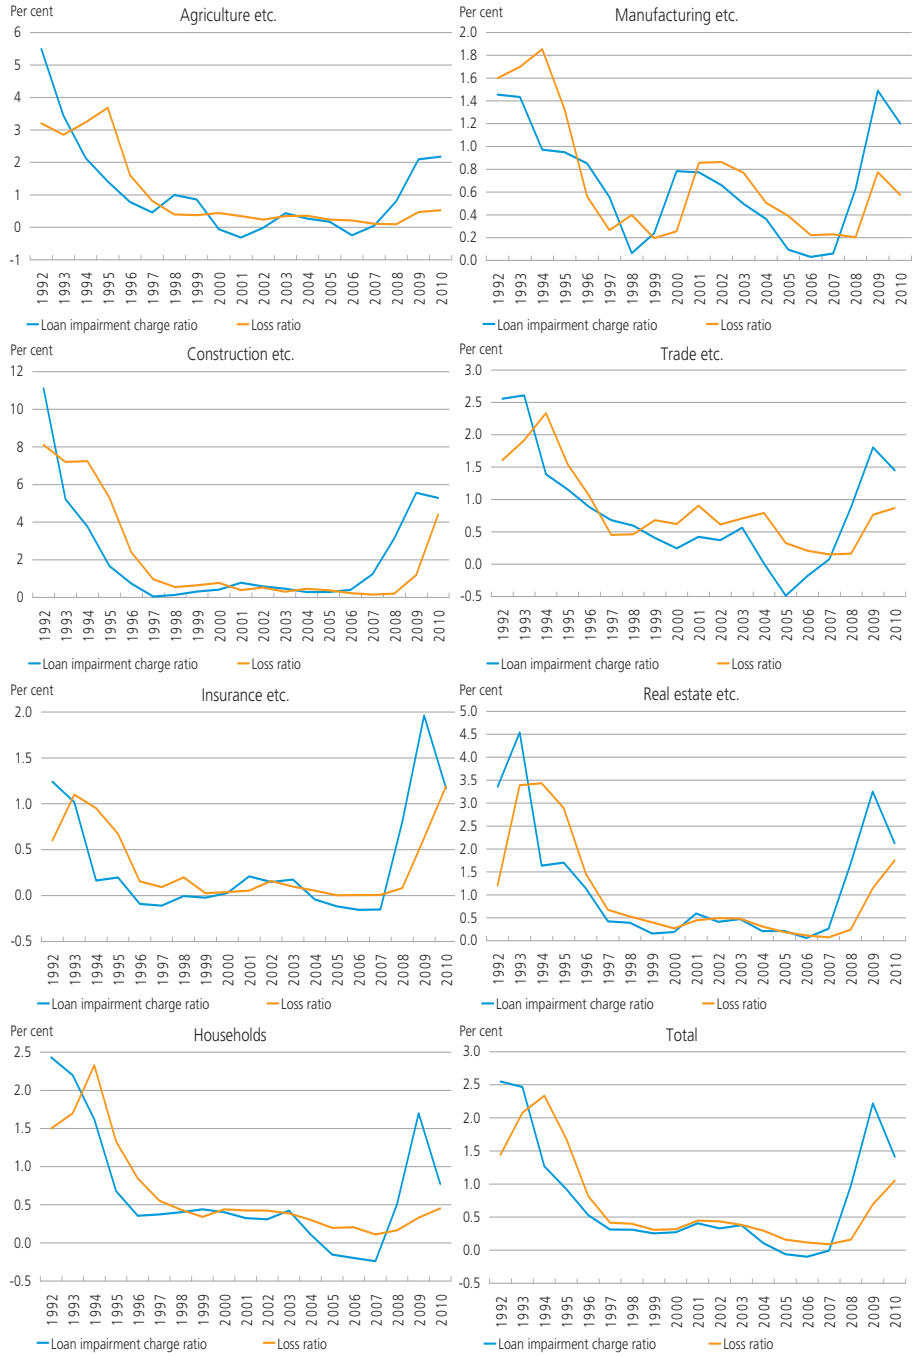 Per cent
Agriculture etc.
6
5
4
3
2
1
0
-1
1992 1993 1994 1995 1996 1997 1998 1999 2000 2001 2002 2003 2004 2005 2006 2007 2008 2009 2010
Loan impairment charge ratio Loss ratio
Per cent
Manufacturing etc.
2.0
1.8
1.6
1.4
1.2
1.0
0.8
0.6
0.4
0.2
0.0
1992 1993 1994 1995 1996 1997 1998 1999 2000 2001 2002 2003 2004 2005 2006 2007 2008 2009 2010
Loan impairment charge ratio Loss ratio
Per cent
Construction etc.
12
10
8
6
4
2
0
1992 1993 1994 1995 1996 1997 1998 1999 2000 2001 2002 2003 2004 2005 2006 2007 2008 2009 2010
Loan impairment charge ratio Loss ratio
Per cent
Trade etc.
3.0
2.5
2.0
1.5
1.0
0.5
0.0
-0.5
1992 1993 1994 1995 1996 1997 1998 1999 2000 2001 2002 2003 2004 2005 2006 2007 2008 2009 2010
Loan impairment charge ratio Loss ratio
Per cent
Insurance etc.
2.0
1.5
1.0
0.5
0.0
-0.5
1992 1993 1994 1995 1996 1997 1998 1999 2000 2001 2002 2003 2004 2005 2006 2007 2008 2009 2010
Loan impairment charge ratio Loss ratio
Per cent
Real estate etc.
5.0
4.5
4.0
3.5
3.0
2.5
2.0
1.5
1.0
0.5
0.0
1992 1993 1994 1995 1996 1997 1998 1999 2000 2001 2002 2003 2004 2005 2006 2007 2008 2009 2010
Loan impairment charge ratio Loss ratio
Per cent
Households
2.5
2.0
1.5
1.0
0.5
0.0
-0.5
1992 1993 1994 1995 1996 1997 1998 1999 2000 2001 2002 2003 2004 2005 2006 2007 2008 2009 2010
Loan impairment charge ratio Loss ratio
Per cent
Total
3.0
2.5
2.0
1.5
1.0
0.5
0.0
-0.5
1992 1993 1994 1995 1996 1997 1998 1999 2000 2001 2002 2003 2004 2005 2006 2007 2008 2009 2010
Loan impairment charge ratio Loss ratio